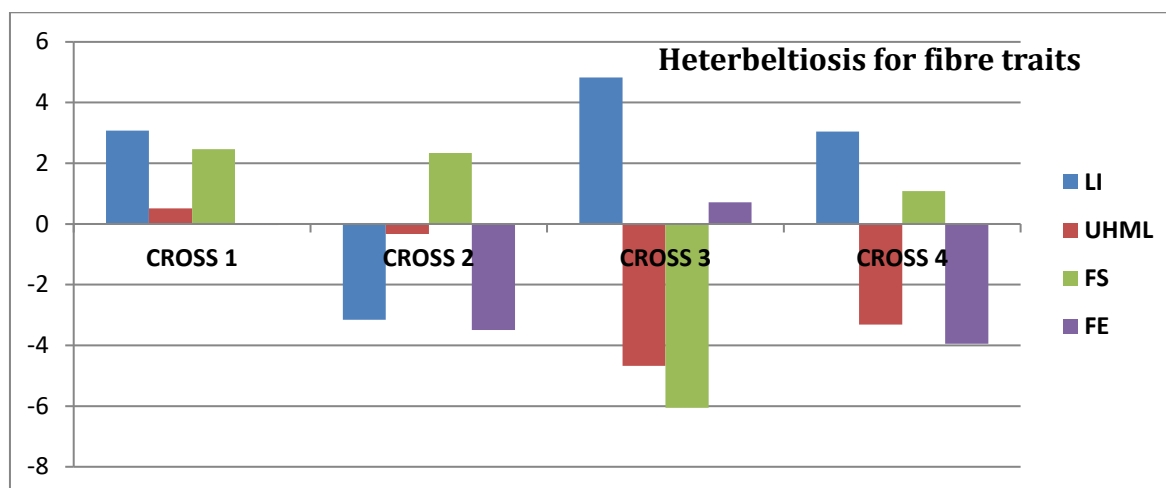 Heterbeltiosis for fibre traits
6
4
2
0
-2
-4
-6
-8
CROSS 1
CROSS 2
CROSS 3
CROSS 4
LI
UHML
FS
FE